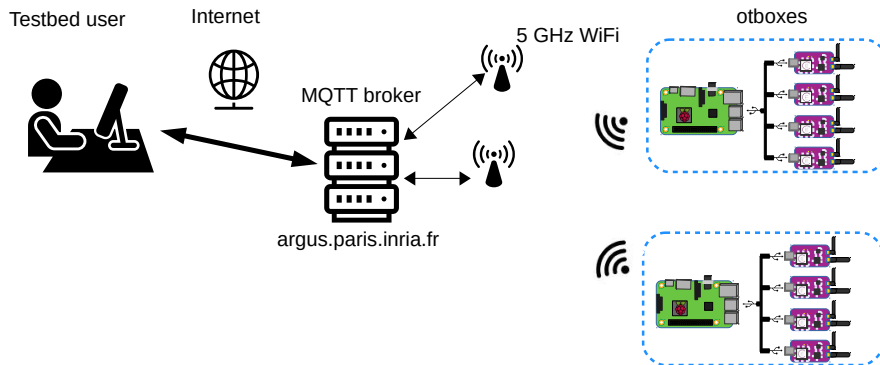 Testbed user
Internet
5 GHz WiFi
otboxes
MQTT broker
argus.paris.inria.fr